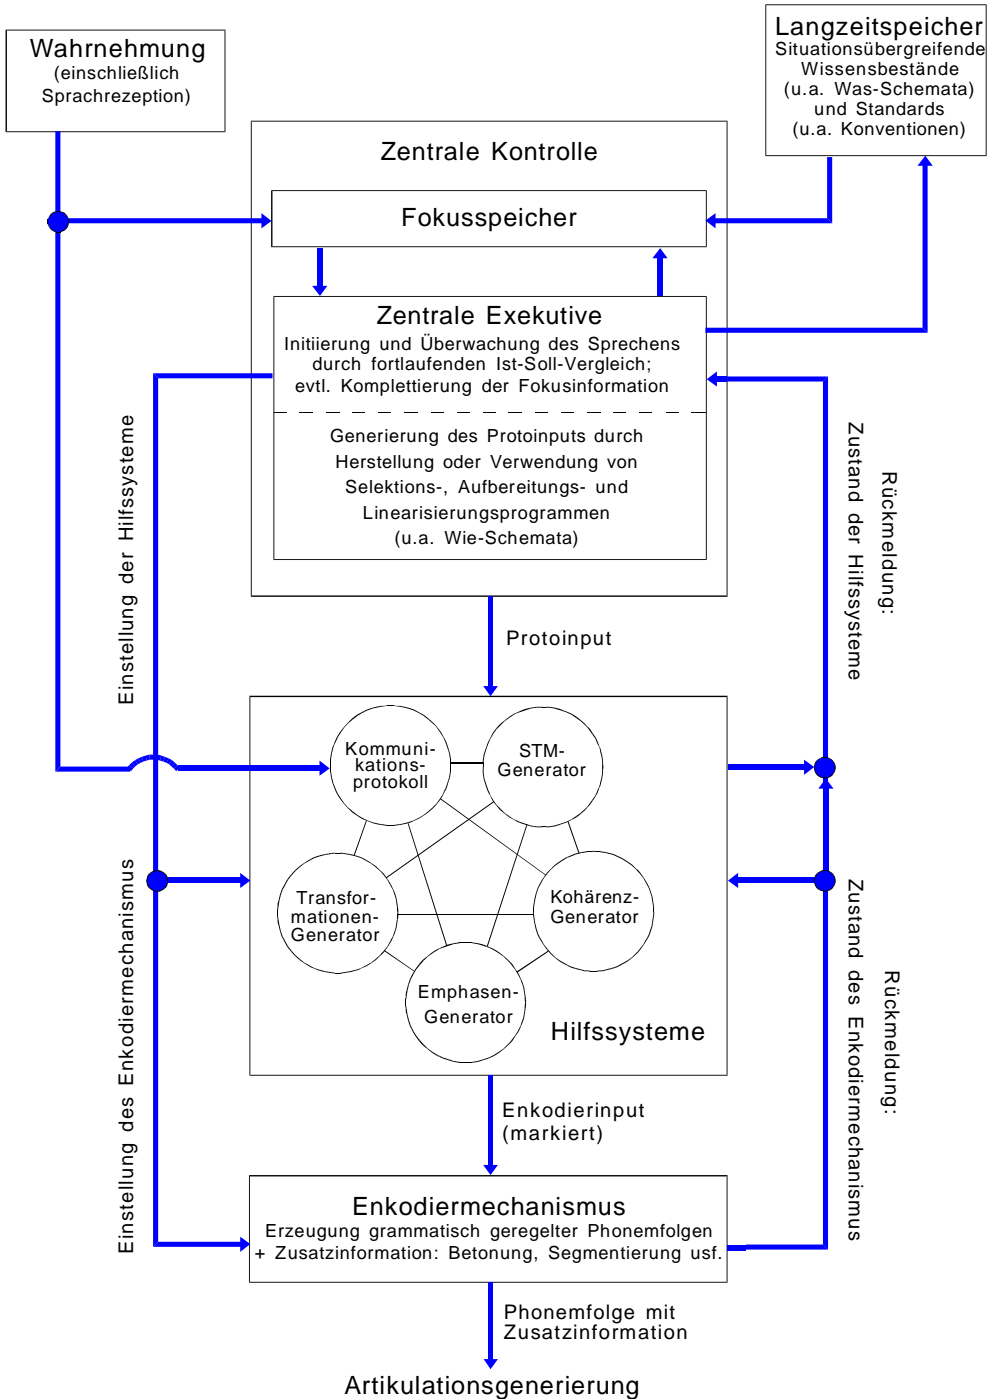 Wahrnehmung
(einschließlich
Sprachrezeption)
Langzeitspeicher
Situationsübergreifende
Wissensbestände
(u.a. Was-Schemata)
und Standards
(u.a. Konventionen)
Zentrale Kontrolle
Fokusspeicher
Zentrale Exekutive
Initiierung und Überwachung des Sprechens
durch fortlaufenden Ist-Soll-Vergleich;
evtl. Komplettierung der Fokusinformation
Generierung des Protoinputs durch
Herstellung oder Verwendung von
Selektions-, Aufbereitungs- und
Linearisierungsprogrammen
(u.a. Wie-Schemata)
Einstellung der Hilfssysteme
Rückmeldung:
Zustand der Hilfssysteme
Protoinput
Kommuni-
kations-
protokoll
STM-
Generator
Transfor-
mationen-
Generator
Kohärenz-
Generator
Emphasen-
Generator
Hilfssysteme
Einstellung des Enkodiermechanismus
Rückmeldung:
Zustand des Enkodiermechanismus
Enkodierinput
(markiert)
Enkodiermechanismus
Erzeugung grammatisch geregelter Phonemfolgen
+ Zusatzinformation: Betonung, Segmentierung usf.
Phonemfolge mit
Zusatzinformation
Artikulationsgenerierung